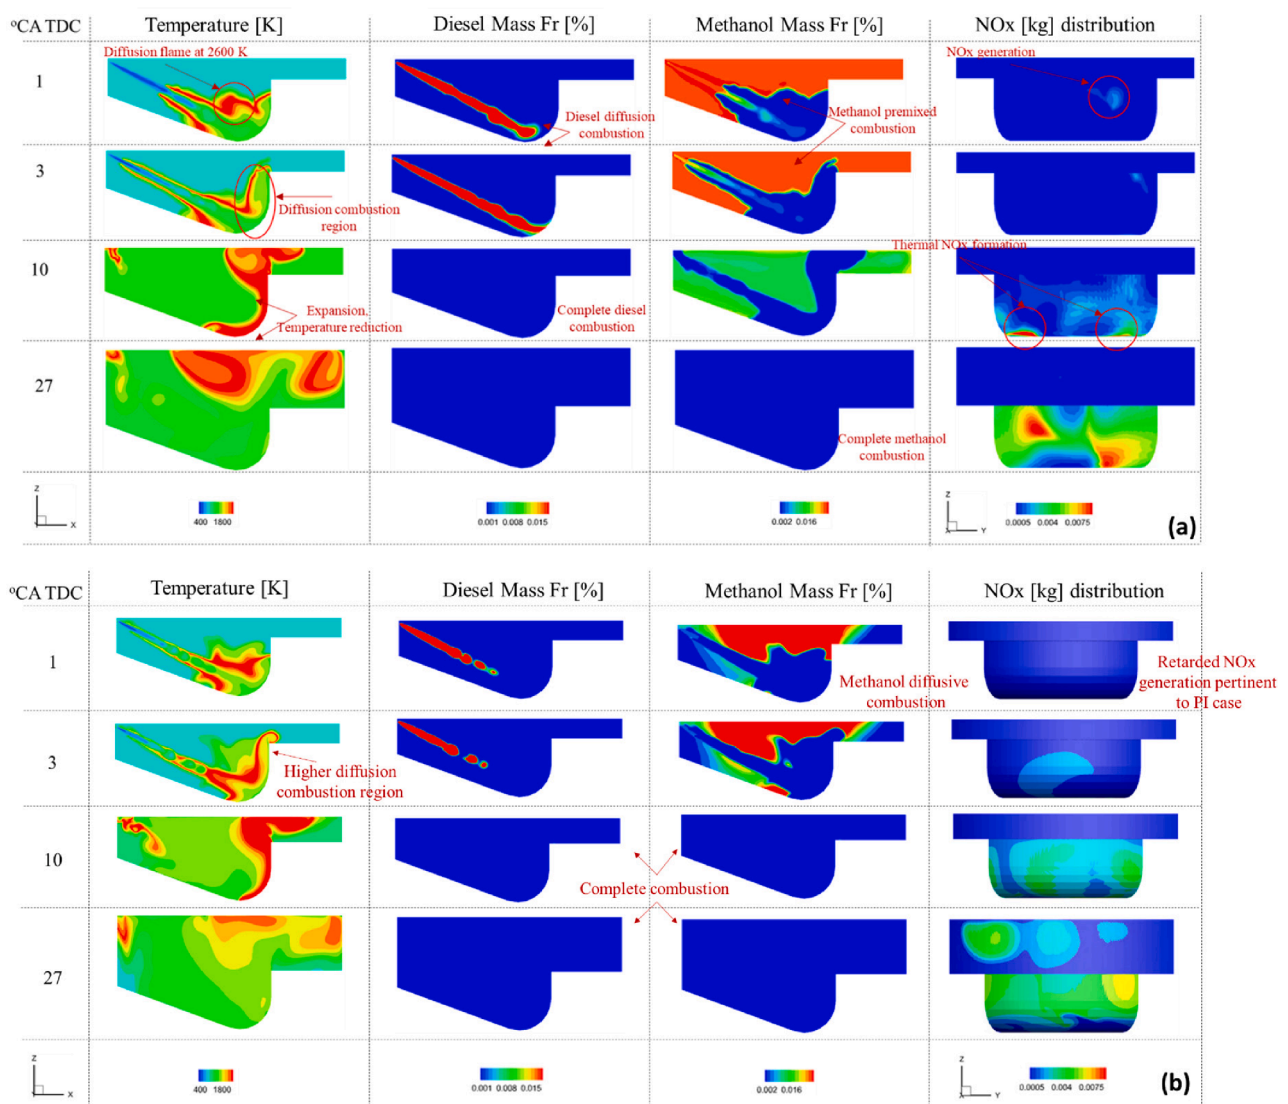 ºCA TDC
Temperature [K]
Diesel Mass Fr [%]
Methanol Mass Fr [%]
NOx [kg] distribution
Diffusion flame at 2600 K
NOx generation
1
Diesel diffusion
combustion
Methanol premixed
combustion
3
Diffusion combustion
region
Thermal NOx formation
10
Expansion,
Temperature reduction
Complete diesel
combustion
27
Complete methanol
combustion
Z
X
400 1800
0.001 0.008 0.015
0.002 0.016
Z
Y
0.0005 0.004 0.0075
(a)
ºCA TDC
Temperature [K]
Diesel Mass Fr [%]
Methanol Mass Fr [%]
NOx [kg] distribution
1
Methanol diffusive
combustion
Retarded NOx
generation pertinent
to PI case
3
Higher diffusion
combustion region
10
Complete combustion
27
Z
X
400 1800
0.001 0.008 0.015
0.002 0.016
Z
X Y
0.0005 0.004 0.0075
(b)